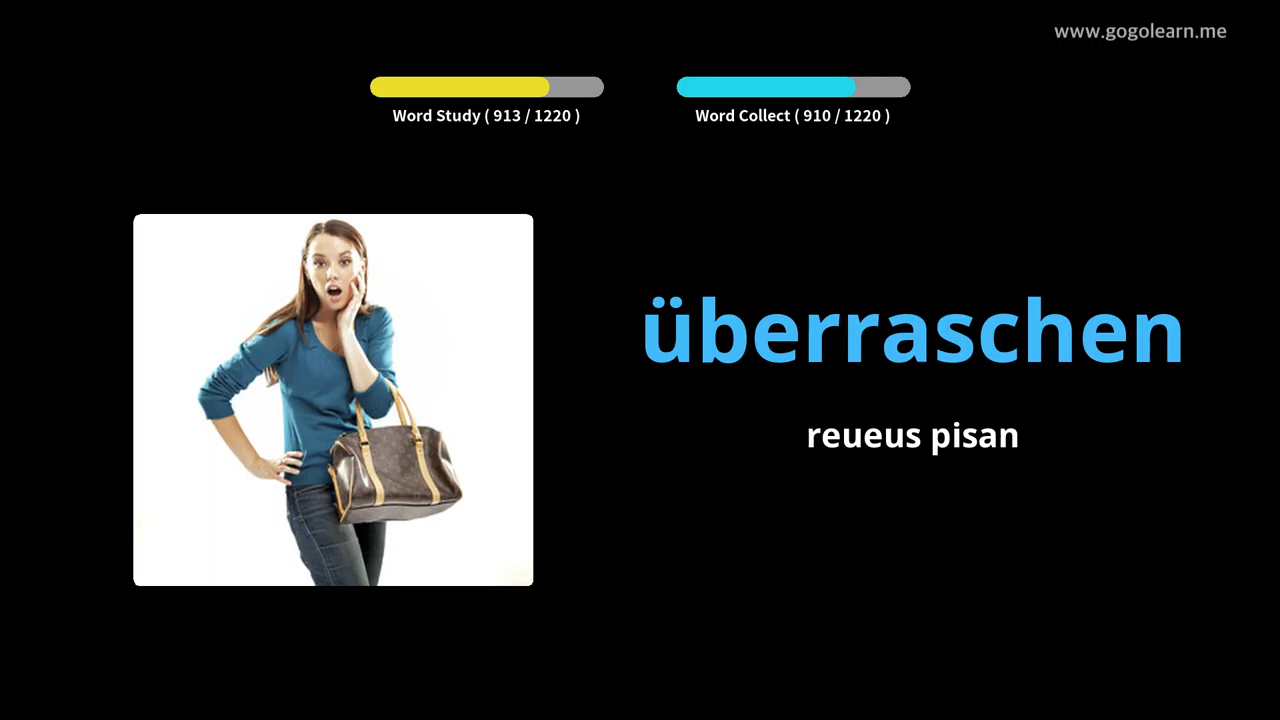 www.gogolearn.me
Word Study ( 913 / 1220 )
Word Collect ( 910 / 1220 )
überraschen
reueus pisan